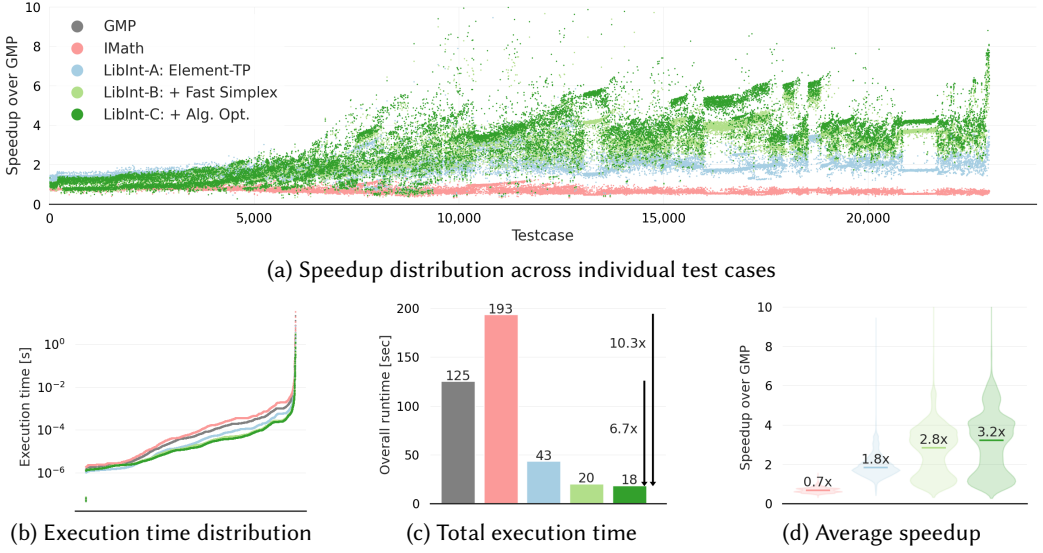 10
8
6
4
2
0
Speedup over GMP
GMP
IMath
LibInt-A: Element-TP
LibInt-B: + Fast Simplex
LibInt-C: + Alg. Opt.
0
5,000
10,000
15,000
20,000
Testcase
(a) Speedup distribution across individual test cases
Execution time [s]
10⁰
10⁻²
10⁻⁴
10⁻⁶
(b) Execution time distribution
Overall runtime [sec]
200
150
100
50
0
125
193
43
20
18
10.3x
6.7x
(c) Total execution time
Speedup over GMP
10
8
6
4
2
0
0.7x
1.8x
2.8x
3.2x
(d) Average speedup